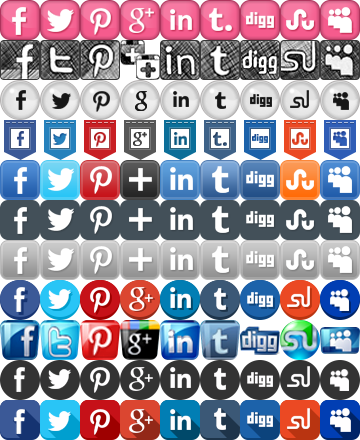 f g+ in t. digg
f t g+ in t. digg
f g in t digg
f g+ in t. digg
f + in t digg
f + in t digg
f + in t digg
f g+ in t digg
f t g+ in t digg
f g+ in t digg
f g+ in t digg